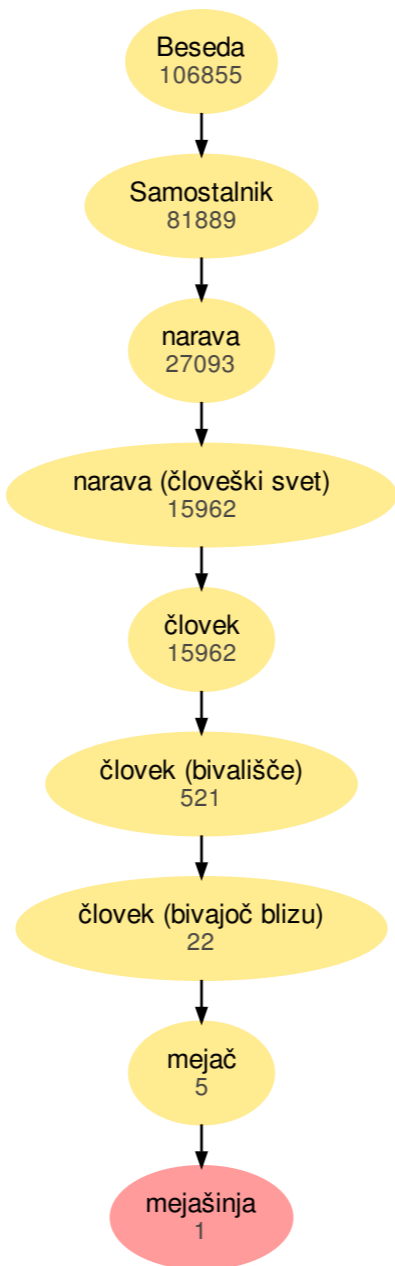 Beseda
106855
Samostalnik
81889
narava
27093
narava (človeški svet)
15962
človek
15962
človek (bivališče)
521
človek (bivajoč blizu)
22
mejač
5
mejašinja
1